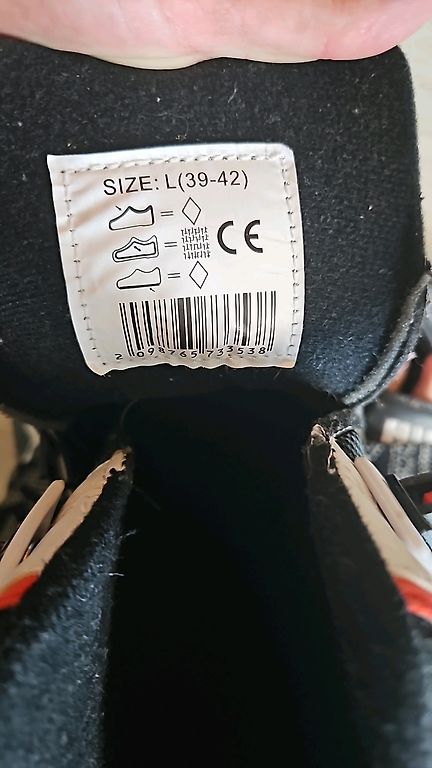 SIZE: L(39-42)
=
= CE
=
2 098765 733538